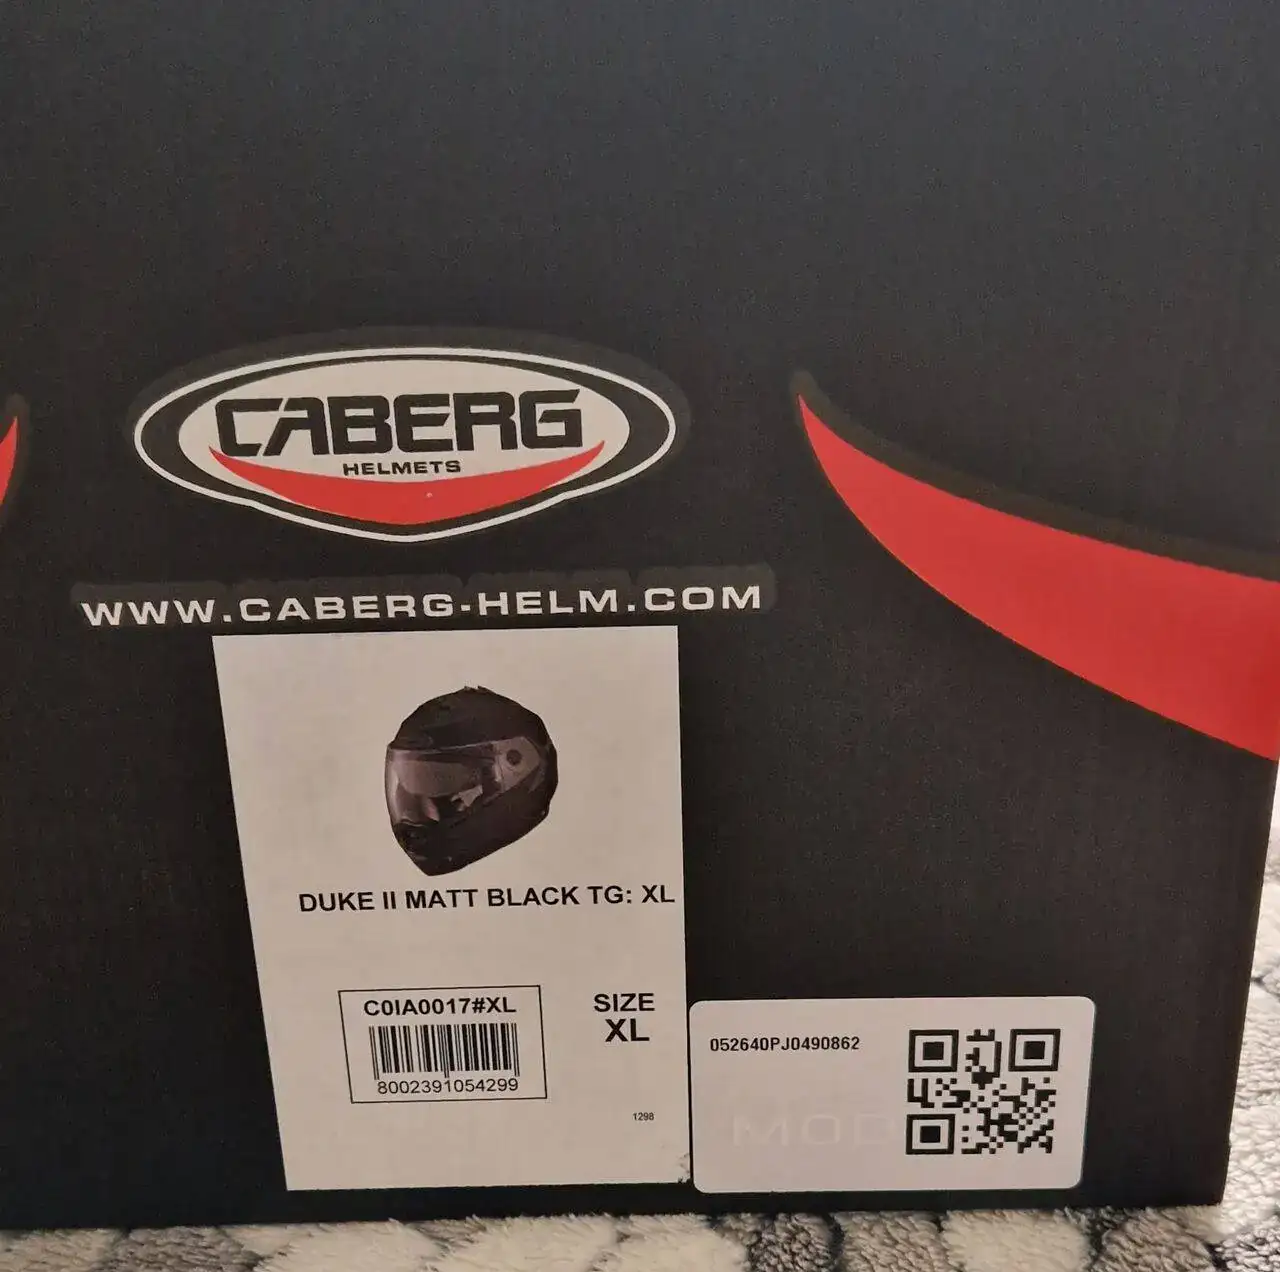 CABERG
HELMETS
WWW.CABERG-HELM.COM
DUKE II MATT BLACK TG: XL
C0IA0017#XL
8002391054299
SIZE
XL
1298
052640PJ0490862
MOD